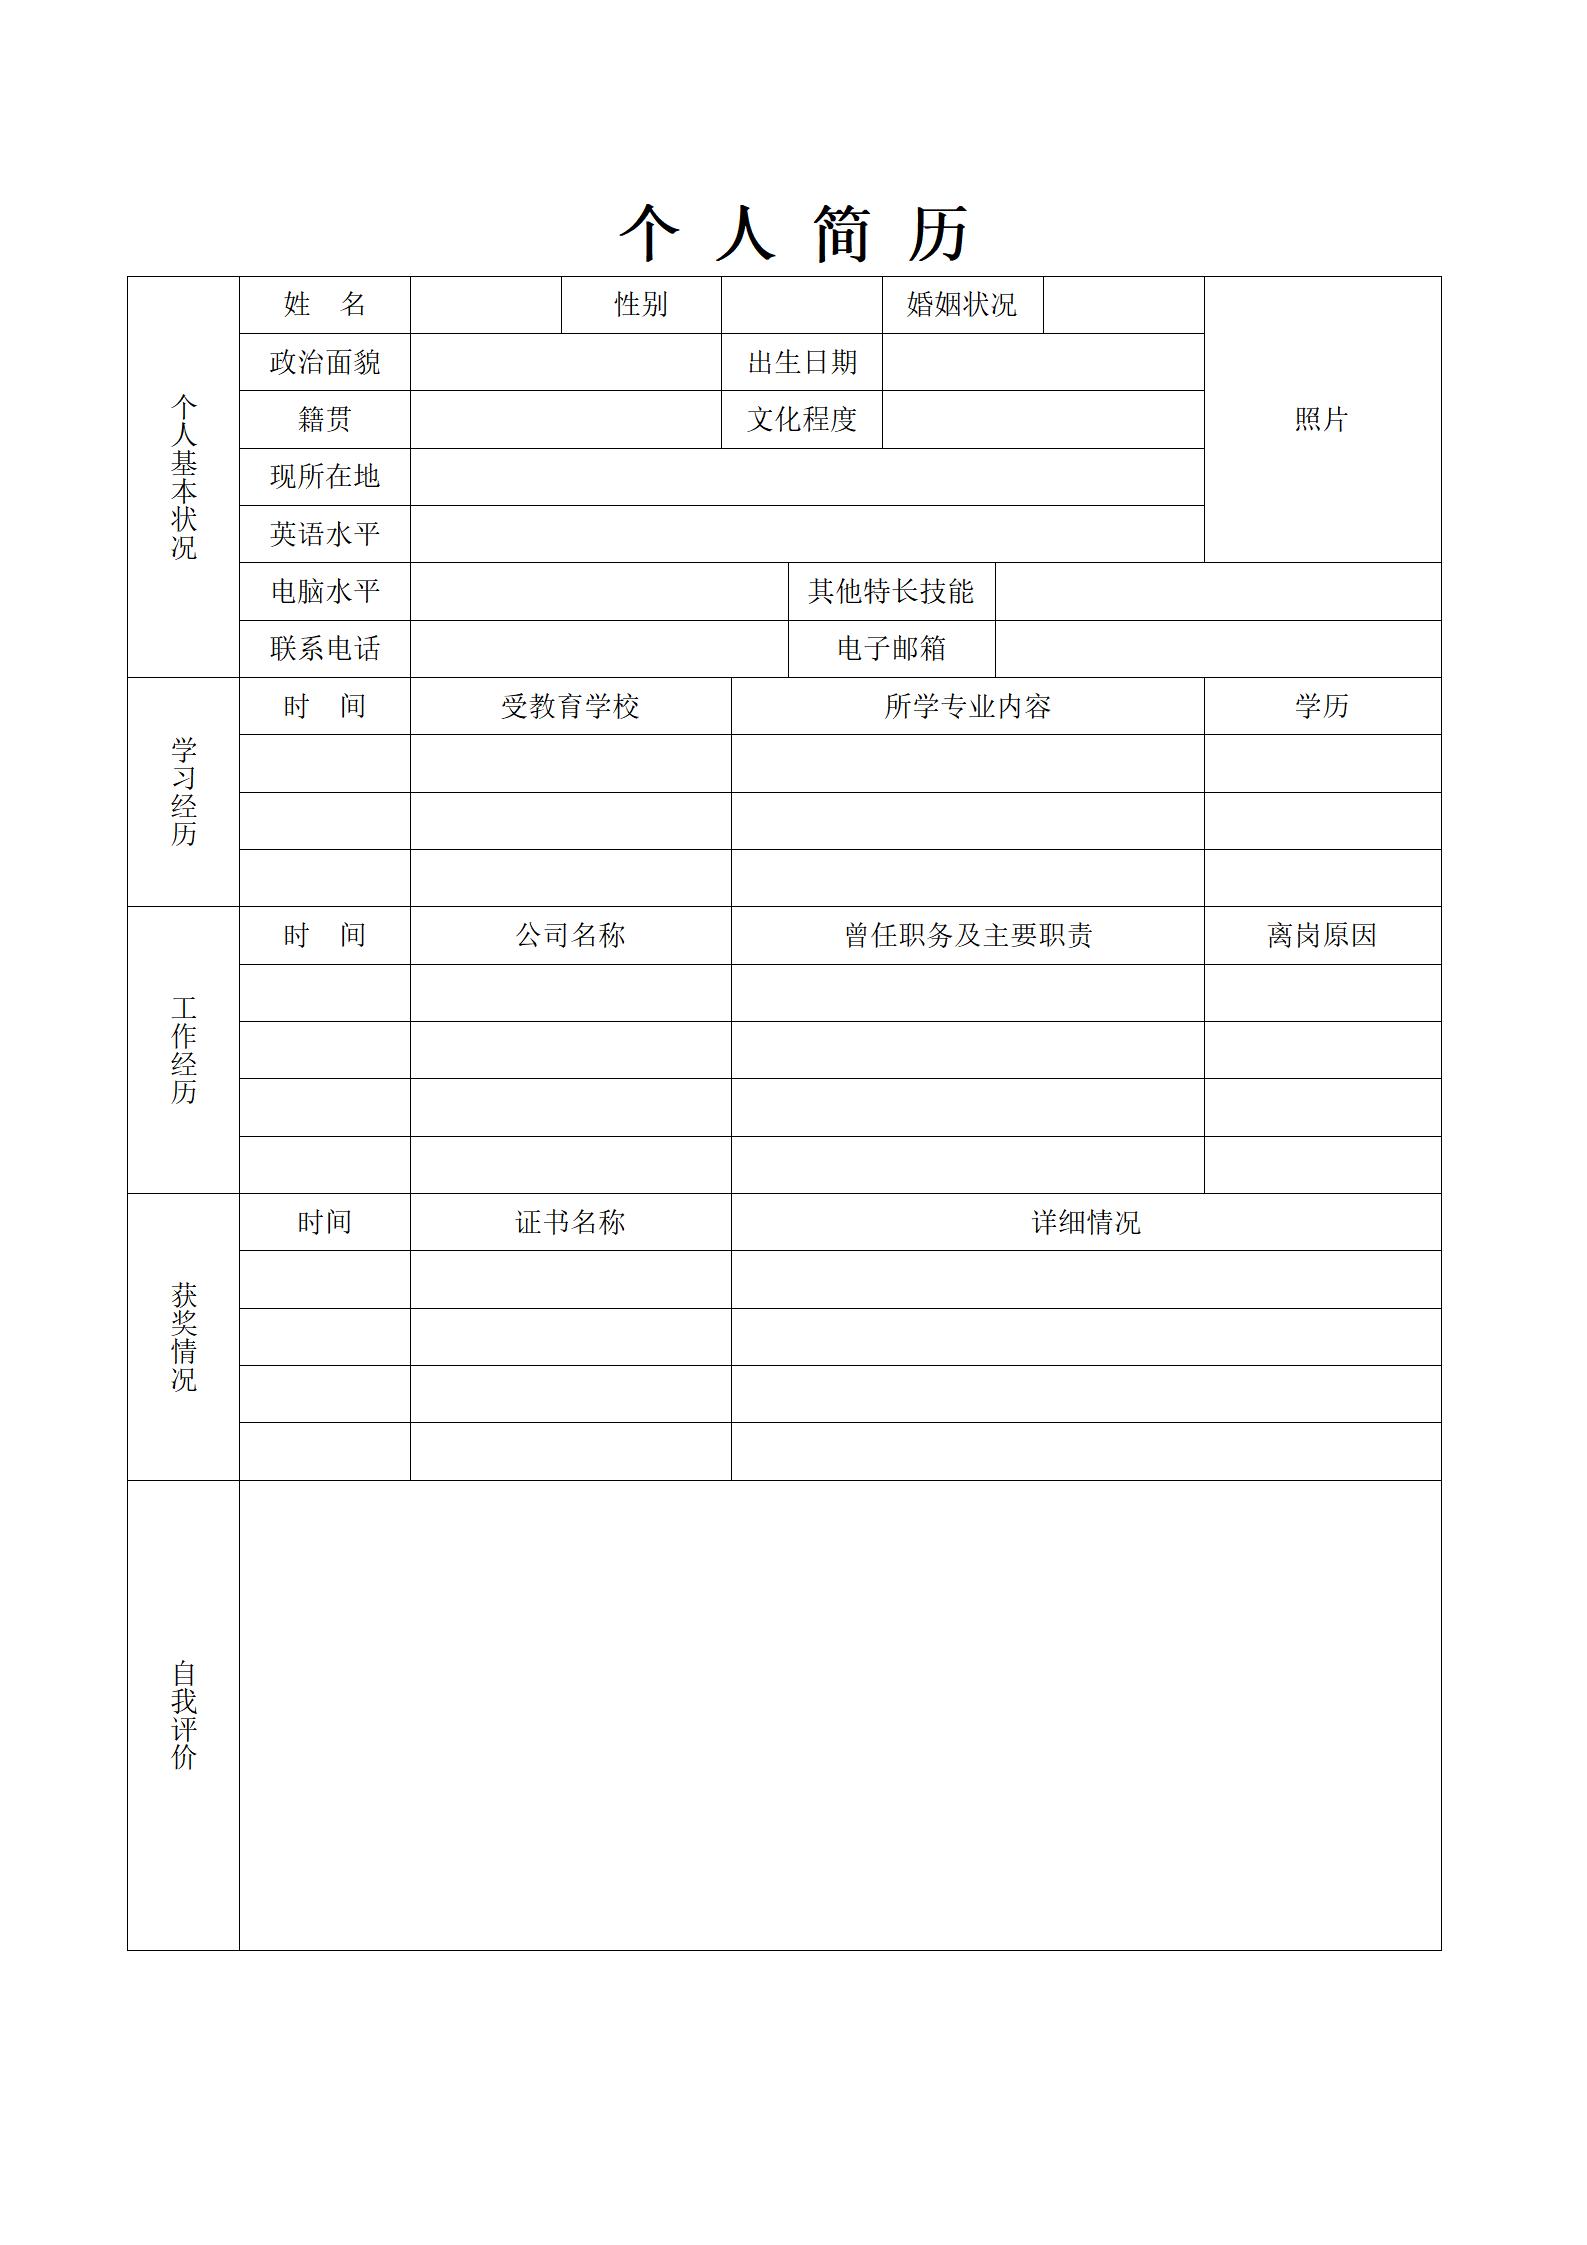 个 人 简 历
个人基本状况
姓 名 性别 婚姻状况
照片
政治面貌 出生日期
籍贯 文化程度
现所在地
英语水平
电脑水平 其他特长技能
联系电话 电子邮箱
学习经历
时 间 受教育学校 所学专业内容 学历
工作经历
时 间 公司名称 曾任职务及主要职责 离岗原因
获奖情况
时间 证书名称 详细情况
自我评价